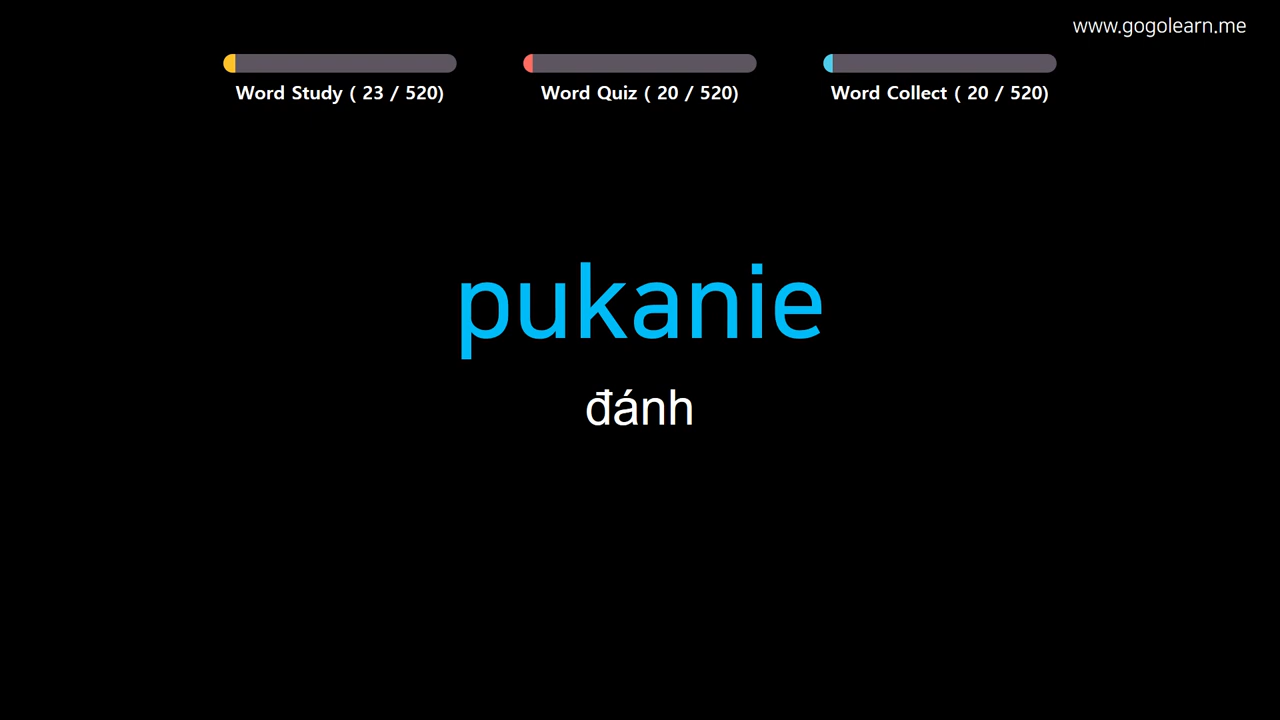 www.gogolearn.me
Word Study ( 23 / 520)
Word Quiz ( 20 / 520)
Word Collect ( 20 / 520)
pukanie
đánh